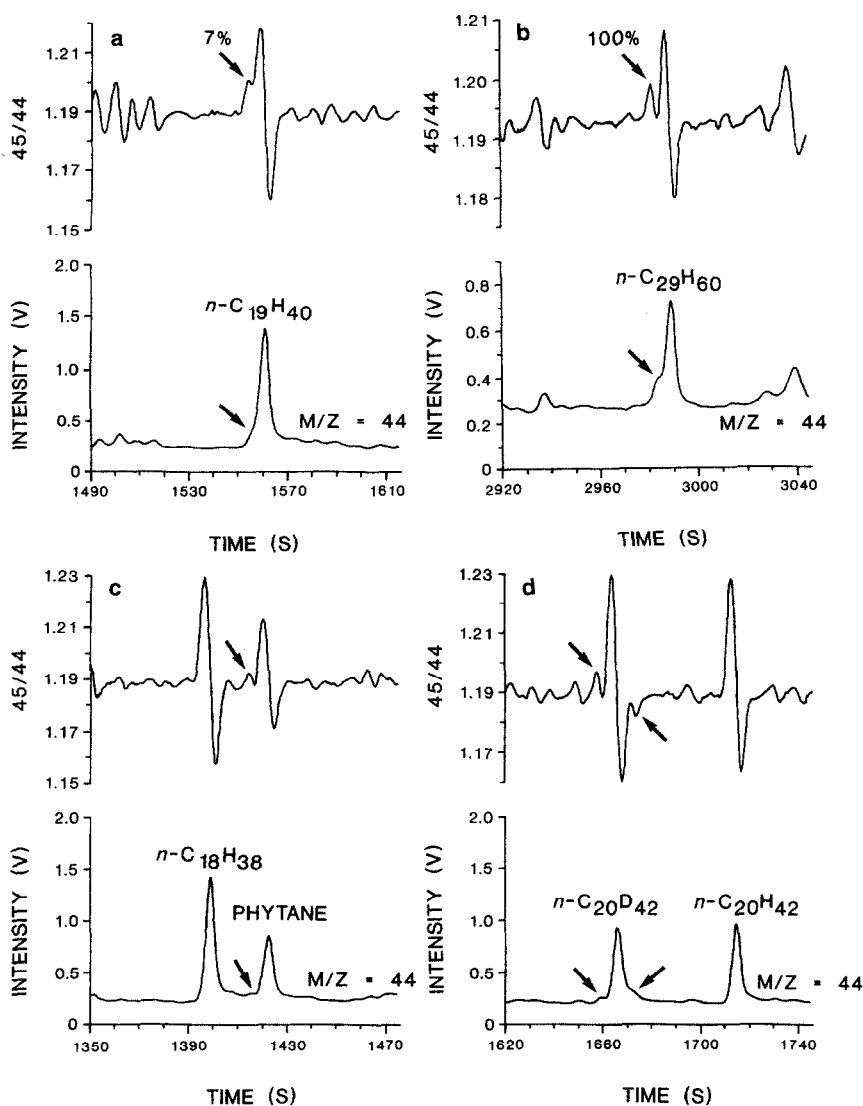 a
7%
1.21
1.19
1.17
1.15
45/44
2.0
1.5
1.0
0.5
0
INTENSITY (V)
n-C19H40
M/Z = 44
1490 1530 1570 1610
TIME (S)
b
100%
1.21
1.20
1.19
1.18
45/44
0.8
0.6
0.4
0.2
0
INTENSITY (V)
n-C29H60
M/Z = 44
2920 2960 3000 3040
TIME (S)
c
1.23
1.21
1.19
1.17
1.15
45/44
2.0
1.5
1.0
0.5
0
INTENSITY (V)
n-C18H38
PHYTANE
M/Z = 44
1350 1390 1430 1470
TIME (S)
d
1.23
1.21
1.19
1.17
45/44
2.0
1.5
1.0
0.5
0
INTENSITY (V)
n-C20D42
n-C20H42
M/Z = 44
1620 1660 1700 1740
TIME (S)